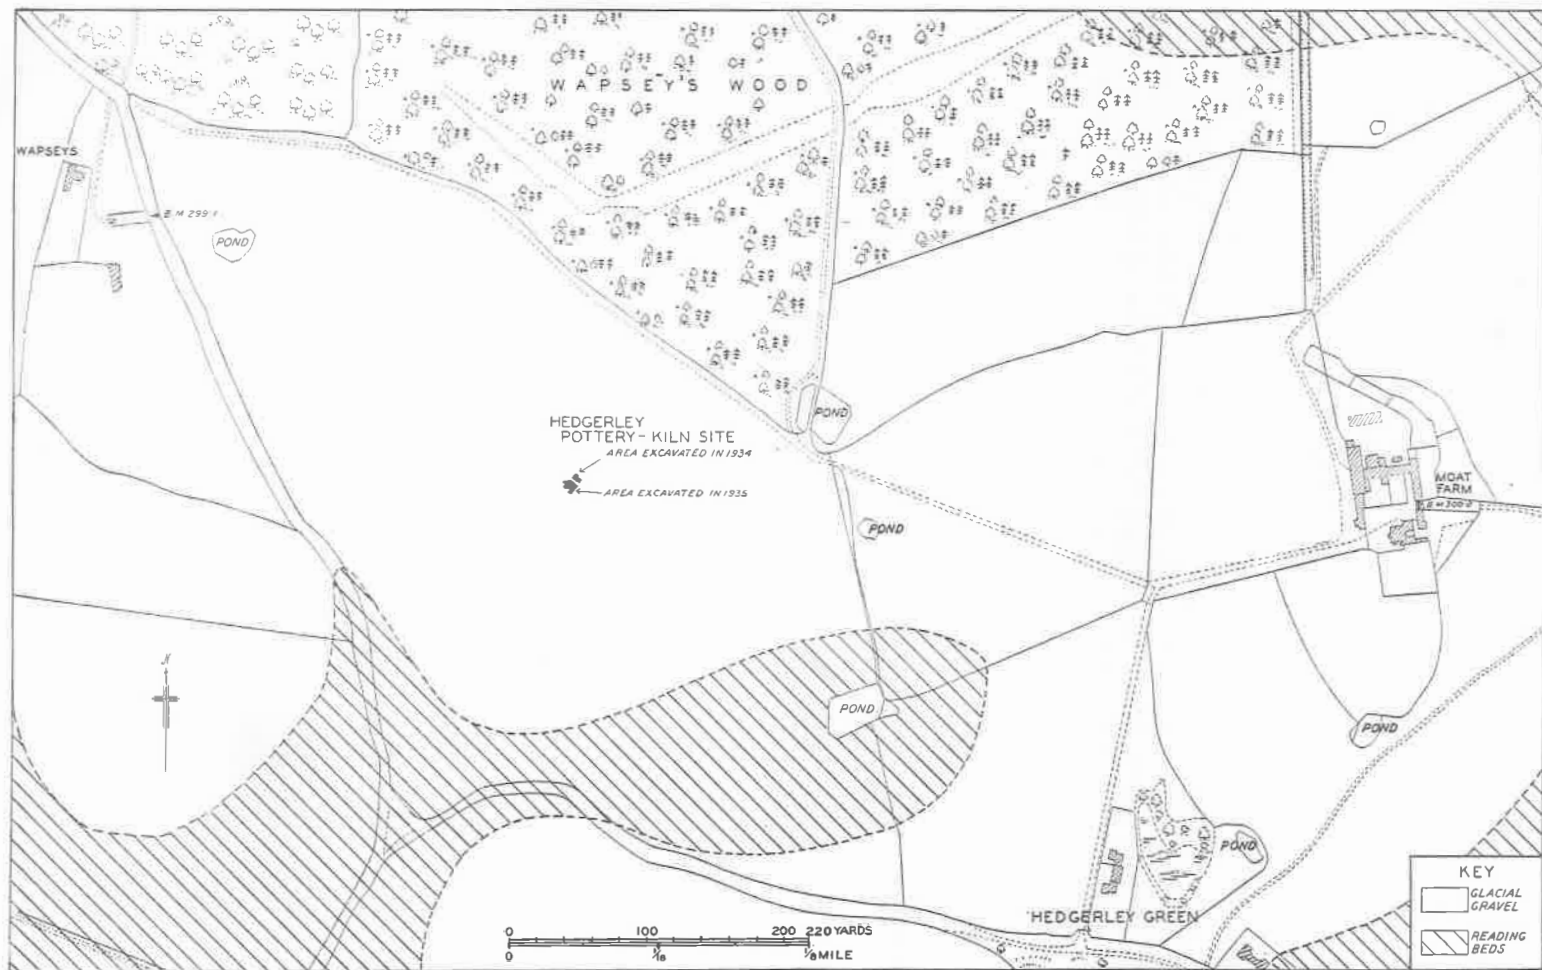 WAPSEY'S WOOD
WAPSEYS
B M 299·1
POND
HEDGERLEY
POTTERY-KILN SITE
AREA EXCAVATED IN 1934
AREA EXCAVATED IN 1935
POND
POND
MOAT
FARM
B M 300·0
N
POND
POND
POND
HEDGERLEY GREEN
0 100 200 220 YARDS
0 1/16 1/8 MILE
KEY
GLACIAL
GRAVEL
READING
BEDS